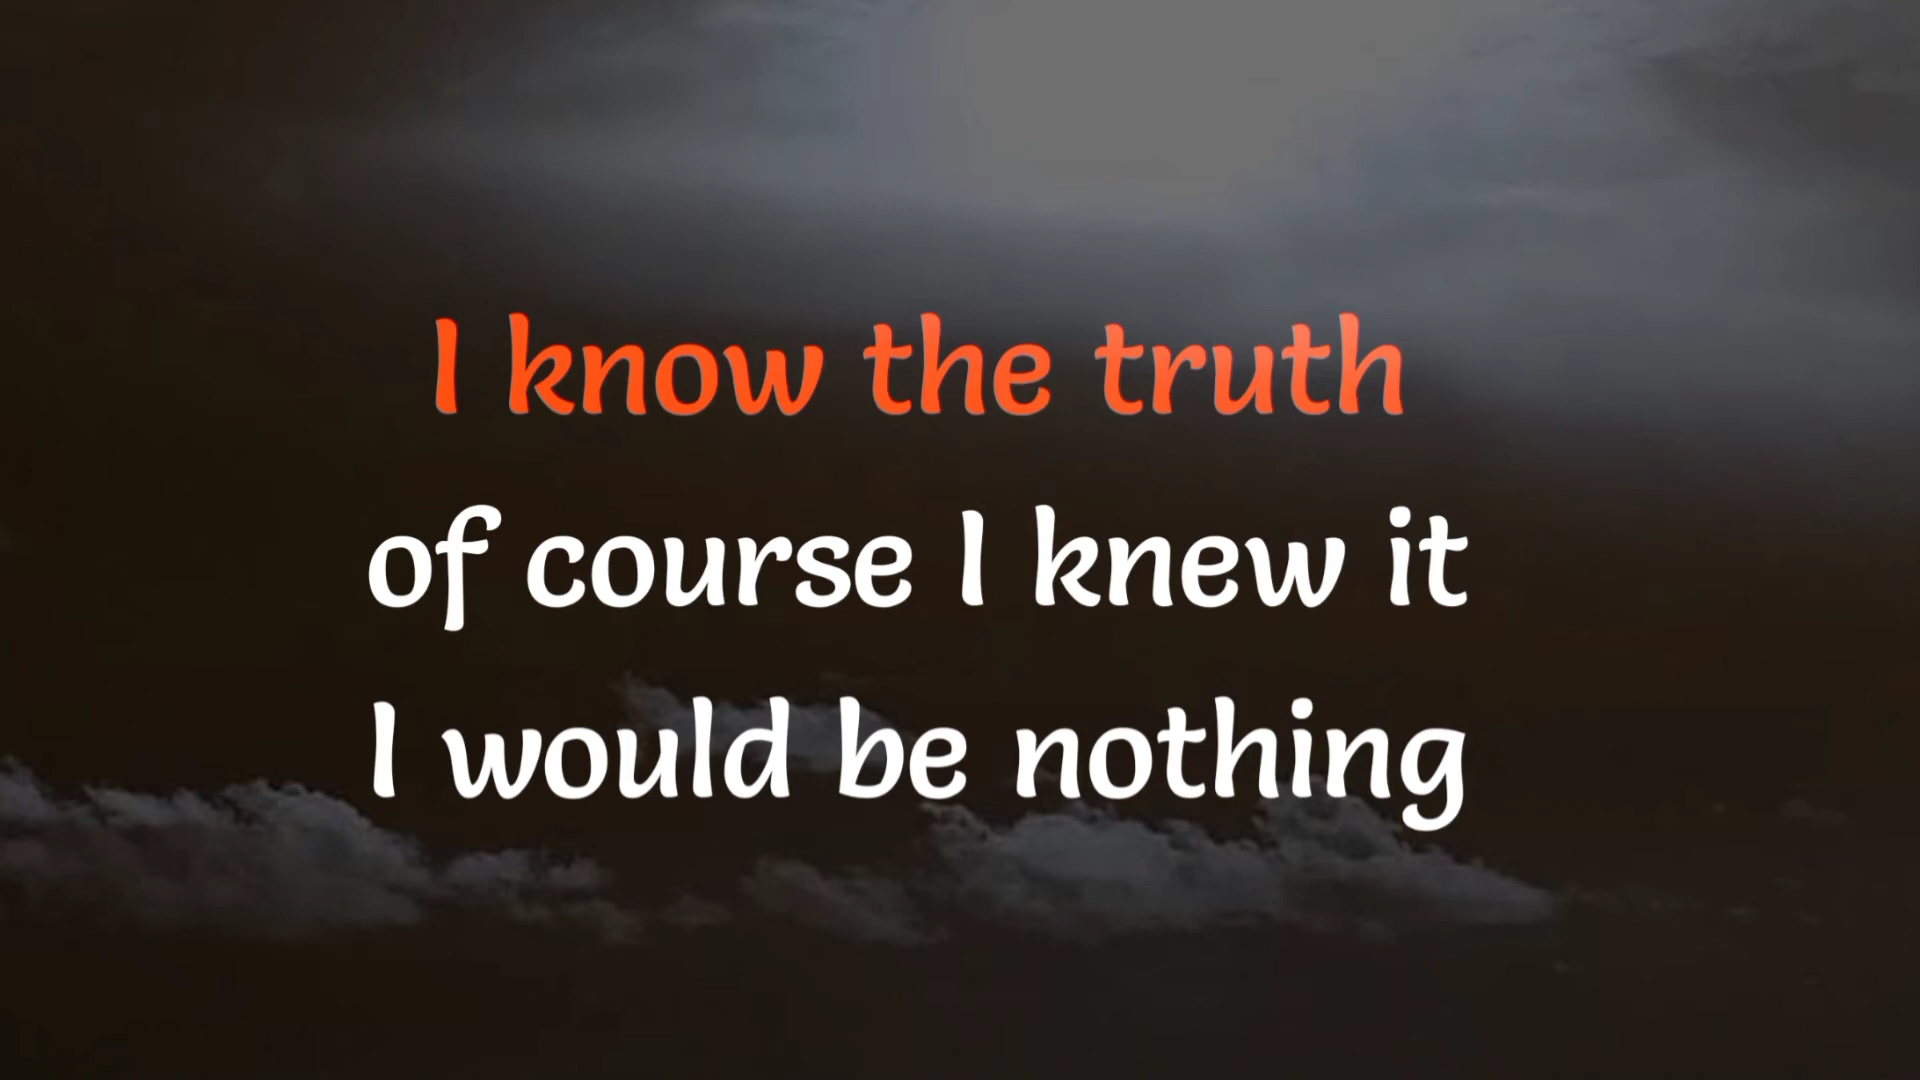 I know the truth
of course I knew it
I would be nothing